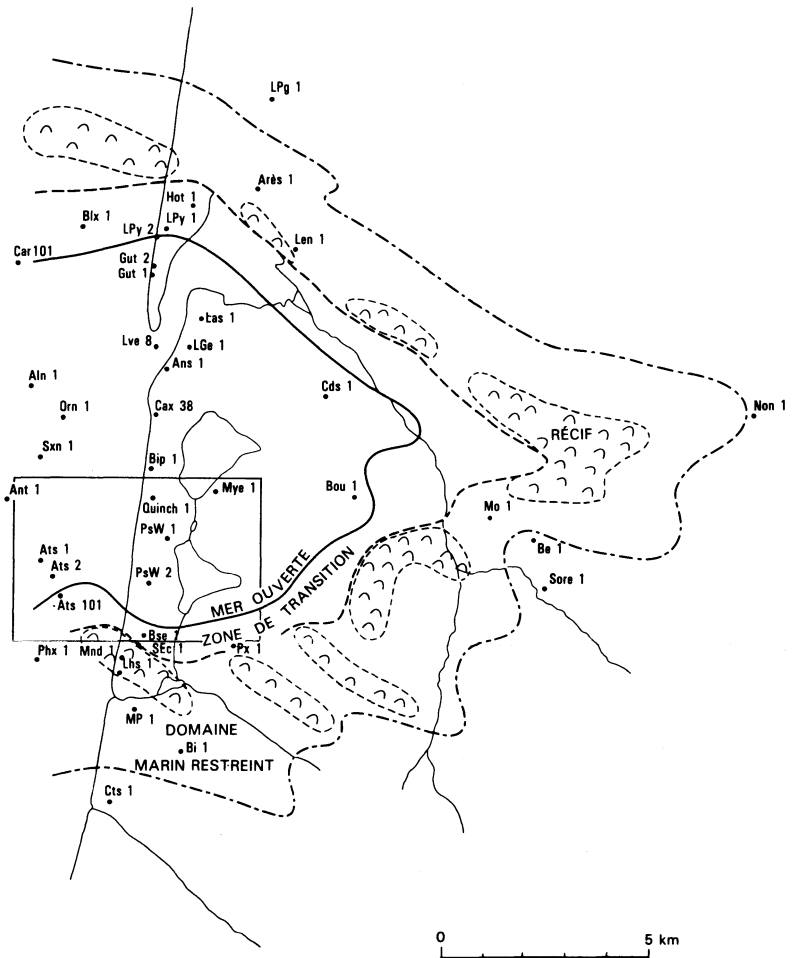 LPg 1
Arès 1
Hot 1
Blx 1
LPy 1
LPy 2
Len 1
Car 101
Gut 2
Gut 1
Las 1
Lve 8
LGe 1
Ans 1
Aln 1
Cds 1
Orn 1
Cax 38
Non 1
RÉCIF
Sxn 1
Bip 1
Ant 1
Mye 1
Bou 1
Quinch 1
Mo 1
PsW 1
Be 1
Ats 1
Ats 2
PsW 2
Sore 1
Ats 101
MER OUVERTE
ZONE DE TRANSITION
Bse 1
SEc 1
Px 1
Phx 1
Mnd 1
Lhs 1
MP 1
DOMAINE
Bi 1
MARIN RESTREINT
Cts 1
0 5 km